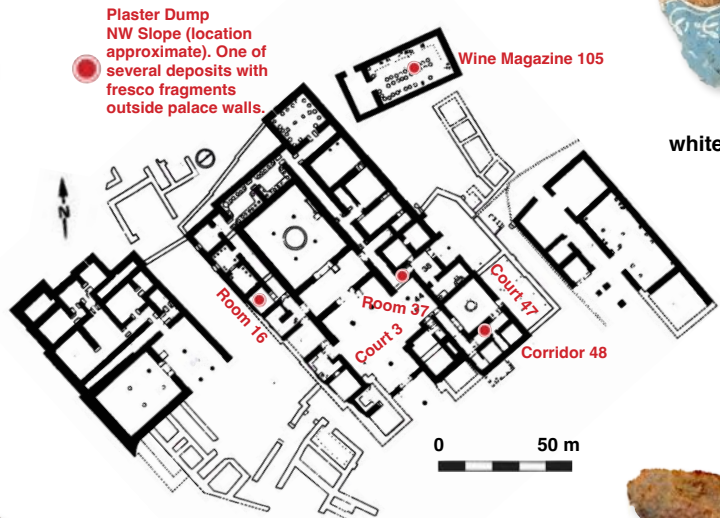 Plaster Dump
NW Slope (location
approximate). One of
several deposits with
fresco fragments
outside palace walls.
Wine Magazine 105
white
N
Room 16
Room 37
Court 3
Court 47
Corridor 48
0 50 m